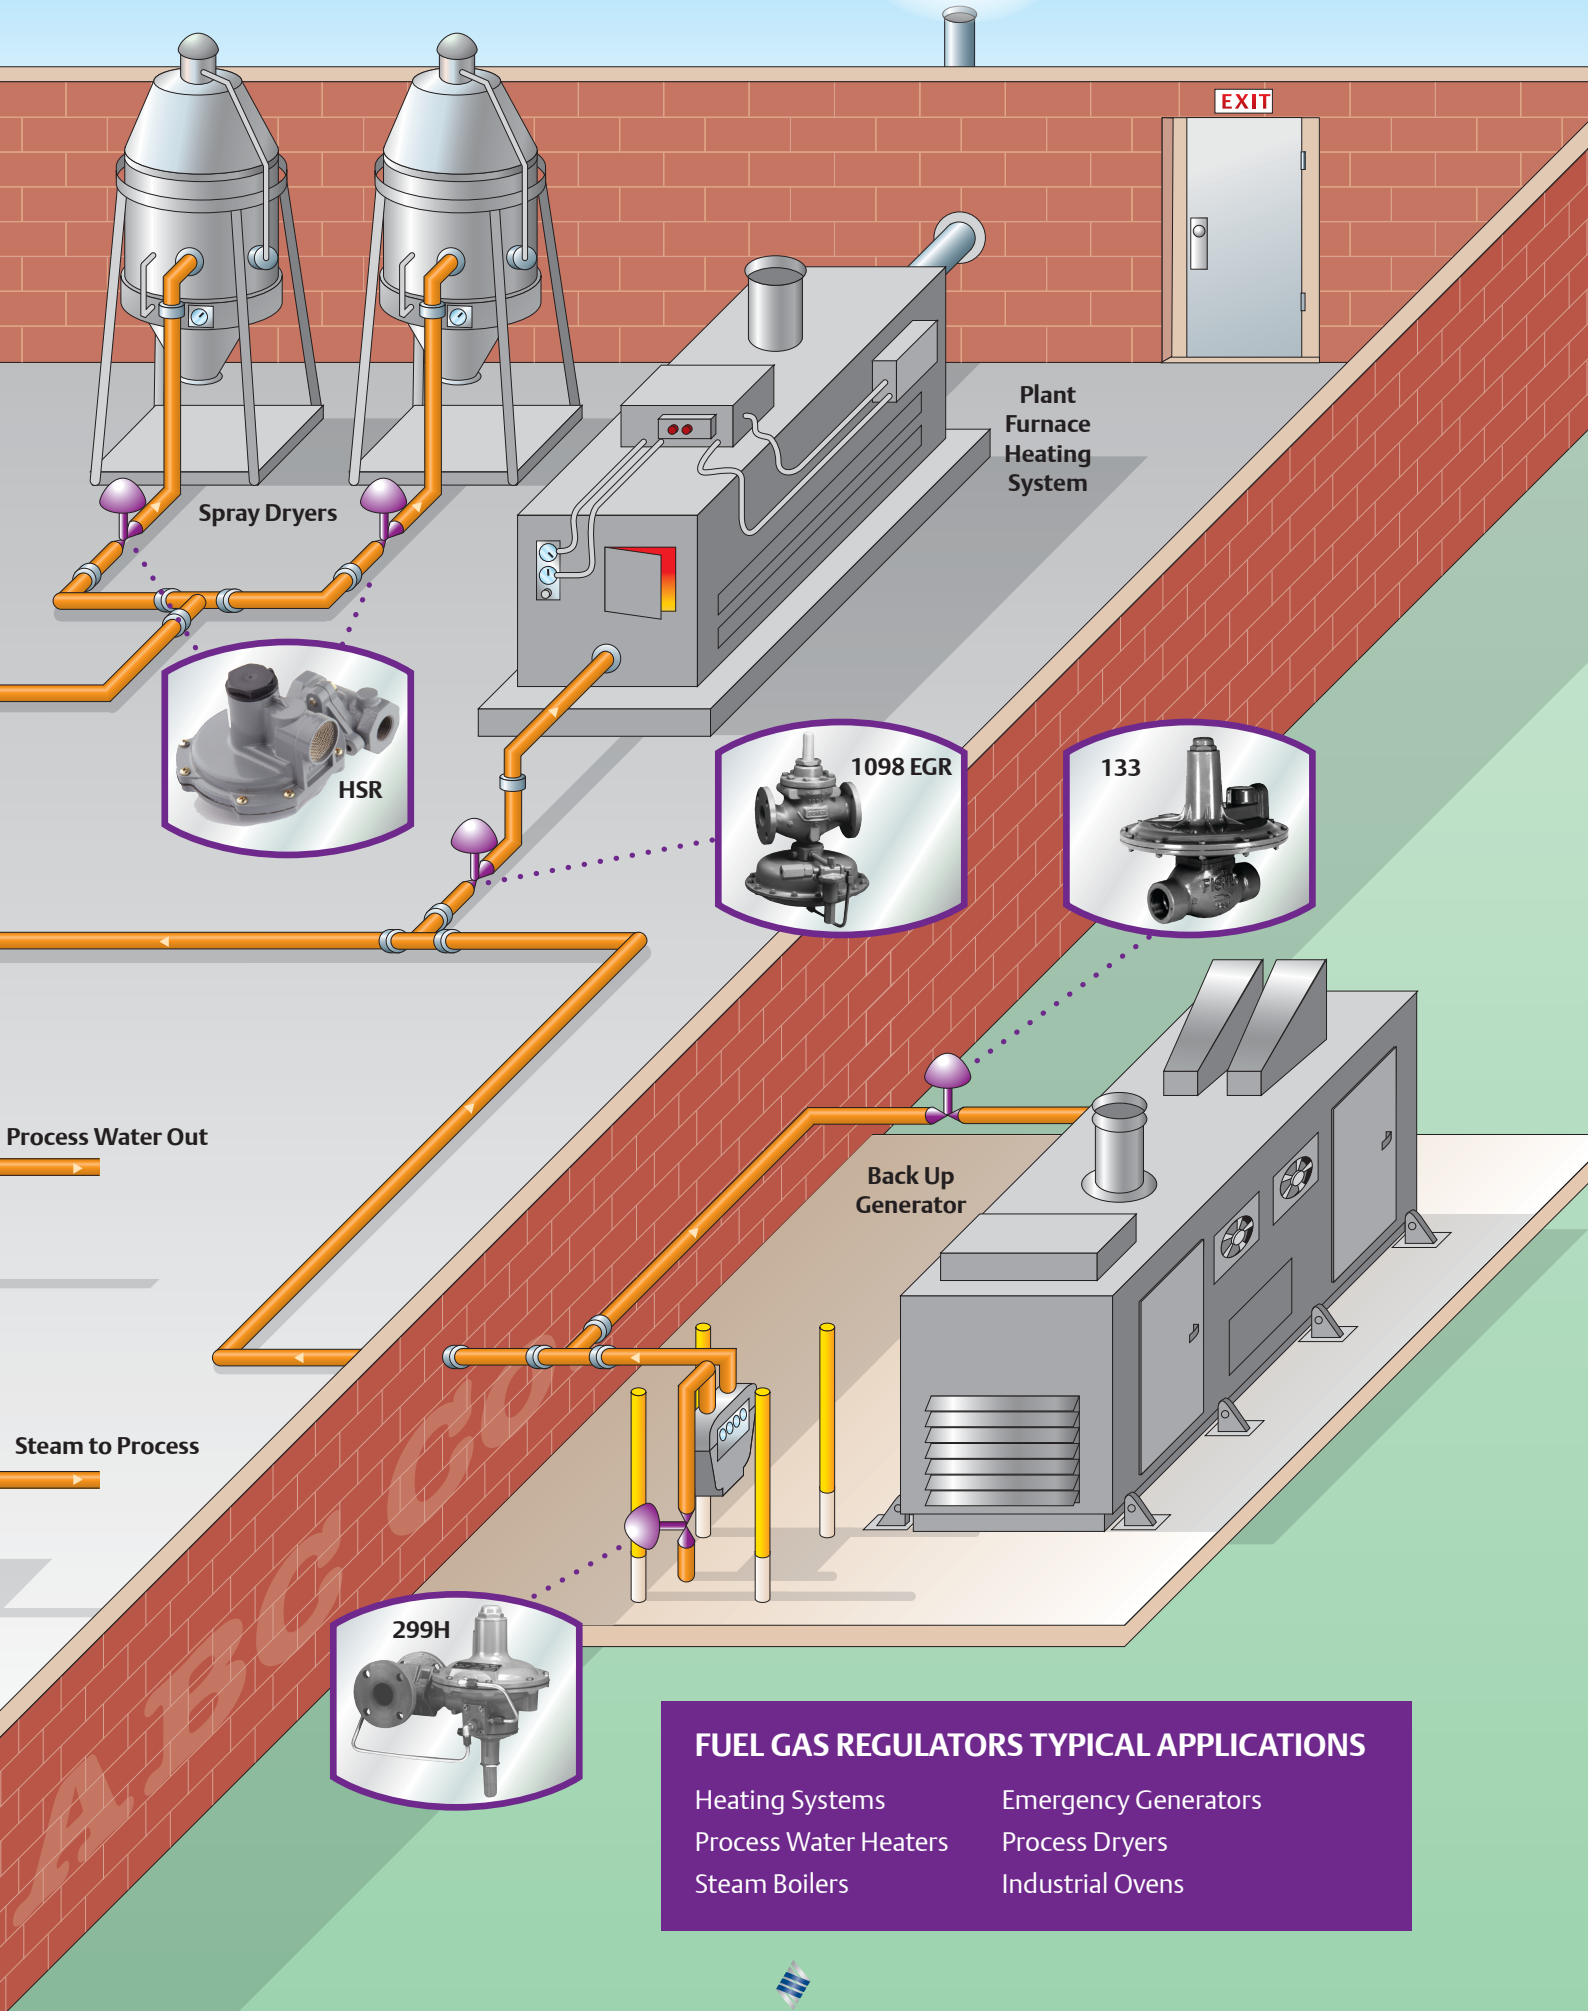 EXIT
Plant
Furnace
Heating
System
Spray Dryers
HSR
1098 EGR
133
Process Water Out
Back Up
Generator
Steam to Process
ABC CO.
299H
FUEL GAS REGULATORS TYPICAL APPLICATIONS
Heating Systems
Process Water Heaters
Steam Boilers
Emergency Generators
Process Dryers
Industrial Ovens